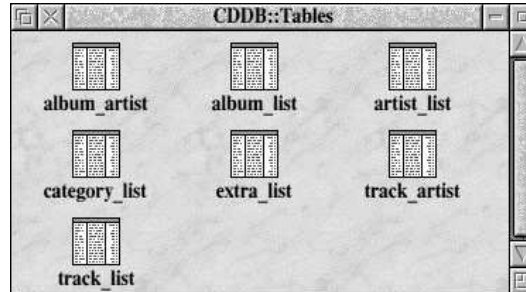 CDDB::Tables
album_artist album_list artist_list
category_list extra_list track_artist
track_list